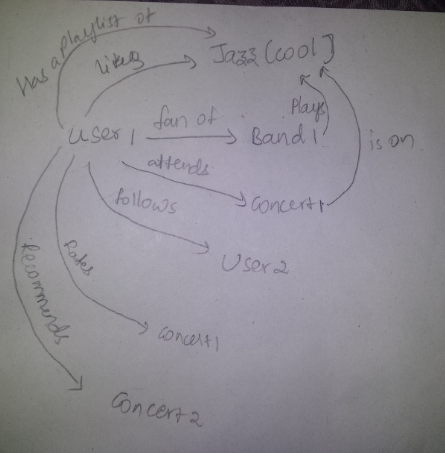 Has a playlist of
likes
Jazz [cool]
Plays
User 1 fan of Band 1
is on
attends
Concert 1
follows
User 2
Rates
Recommends
Concert 1
Concert 2